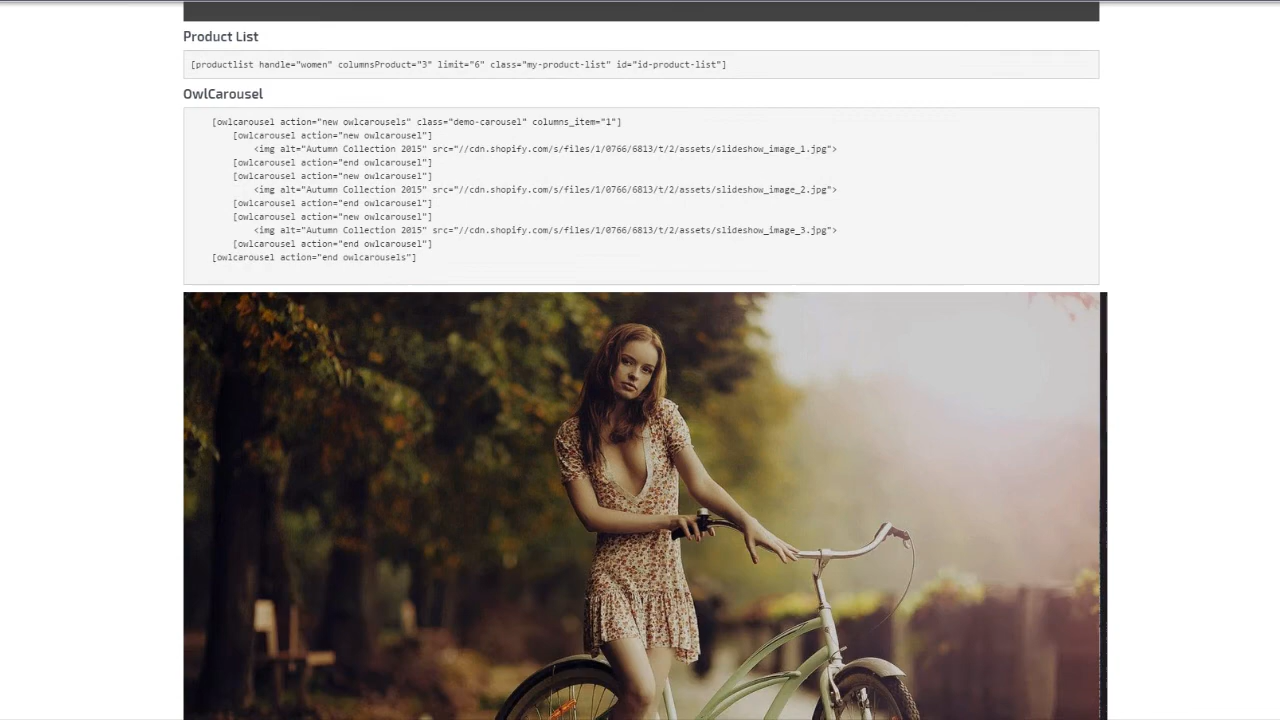 Product List
[productlist handle="women" columnsProduct="3" limit="6" class="my-product-list" id="id-product-list"]
OwlCarousel
[owlcarousel action="new owlcarousels" class="demo-carousel" columns_item="1"]
[owlcarousel action="new owlcarousel"]
<img alt="Autumn Collection 2015" src="//cdn.shopify.com/s/files/1/0766/6813/t/2/assets/slideshow_image_1.jpg">
[owlcarousel action="end owlcarousel"]
[owlcarousel action="new owlcarousel"]
<img alt="Autumn Collection 2015" src="//cdn.shopify.com/s/files/1/0766/6813/t/2/assets/slideshow_image_2.jpg">
[owlcarousel action="end owlcarousel"]
[owlcarousel action="new owlcarousel"]
<img alt="Autumn Collection 2015" src="//cdn.shopify.com/s/files/1/0766/6813/t/2/assets/slideshow_image_3.jpg">
[owlcarousel action="end owlcarousel"]
[owlcarousel action="end owlcarousels"]